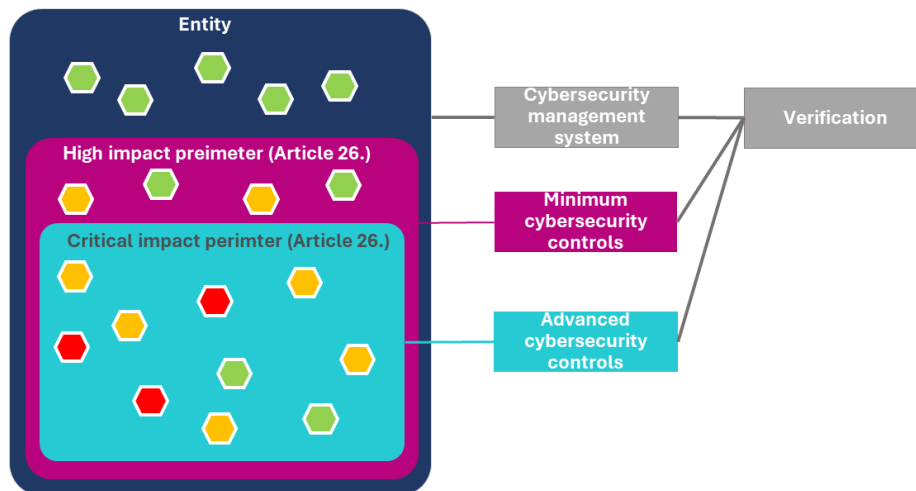 Entity
High impact preimeter (Article 26.)
Critical impact perimter (Article 26.)
Cybersecurity
management
system
Minimum
cybersecurity
controls
Advanced
cybersecurity
controls
Verification